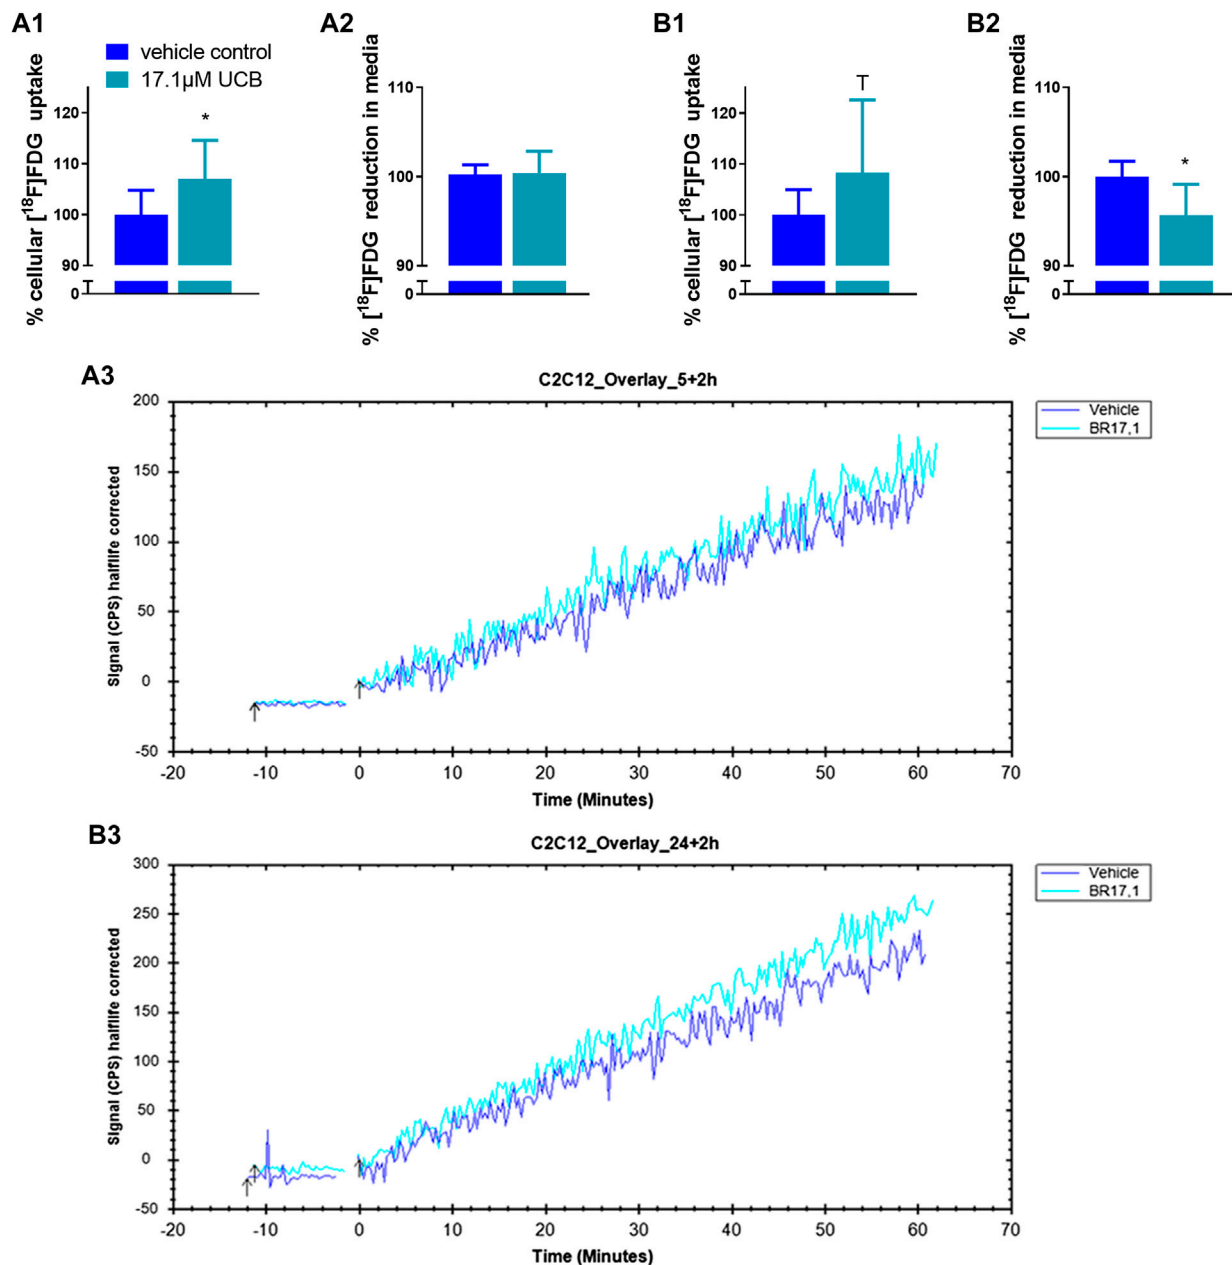 A1
A2
B1
B2
vehicle control
17.1µM UCB
% cellular [¹⁸F]FDG uptake
120
110
100
90
0
*
% [¹⁸F]FDG reduction in media
110
100
90
0
% cellular [¹⁸F]FDG uptake
120
110
100
90
0
T
% [¹⁸F]FDG reduction in media
110
100
90
0
*
A3
C2C12_Overlay_5+2h
Signal (CPS) halflife corrected
200
150
100
50
0
-50
-20 -10 0 10 20 30 40 50 60 70
Time (Minutes)
Vehicle
BR17,1
B3
C2C12_Overlay_24+2h
Signal (CPS) halflife corrected
300
250
200
150
100
50
0
-50
-20 -10 0 10 20 30 40 50 60 70
Time (Minutes)
Vehicle
BR17,1